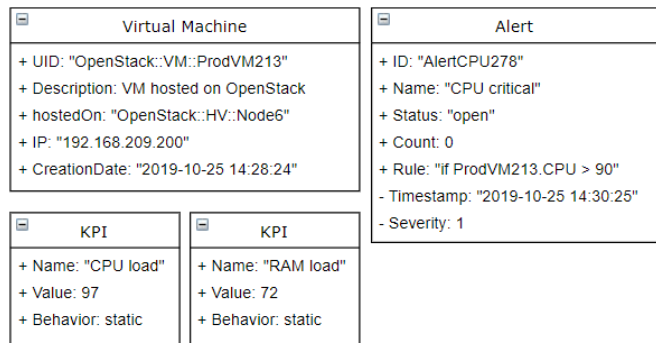 Virtual Machine
+ UID: "OpenStack::VM::ProdVM213"
+ Description: VM hosted on OpenStack
+ hostedOn: "OpenStack::HV::Node6"
+ IP: "192.168.209.200"
+ CreationDate: "2019-10-25 14:28:24"
Alert
+ ID: "AlertCPU278"
+ Name: "CPU critical"
+ Status: "open"
+ Count: 0
+ Rule: "if ProdVM213.CPU > 90"
- Timestamp: "2019-10-25 14:30:25"
- Severity: 1
KPI
+ Name: "CPU load"
+ Value: 97
+ Behavior: static
KPI
+ Name: "RAM load"
+ Value: 72
+ Behavior: static